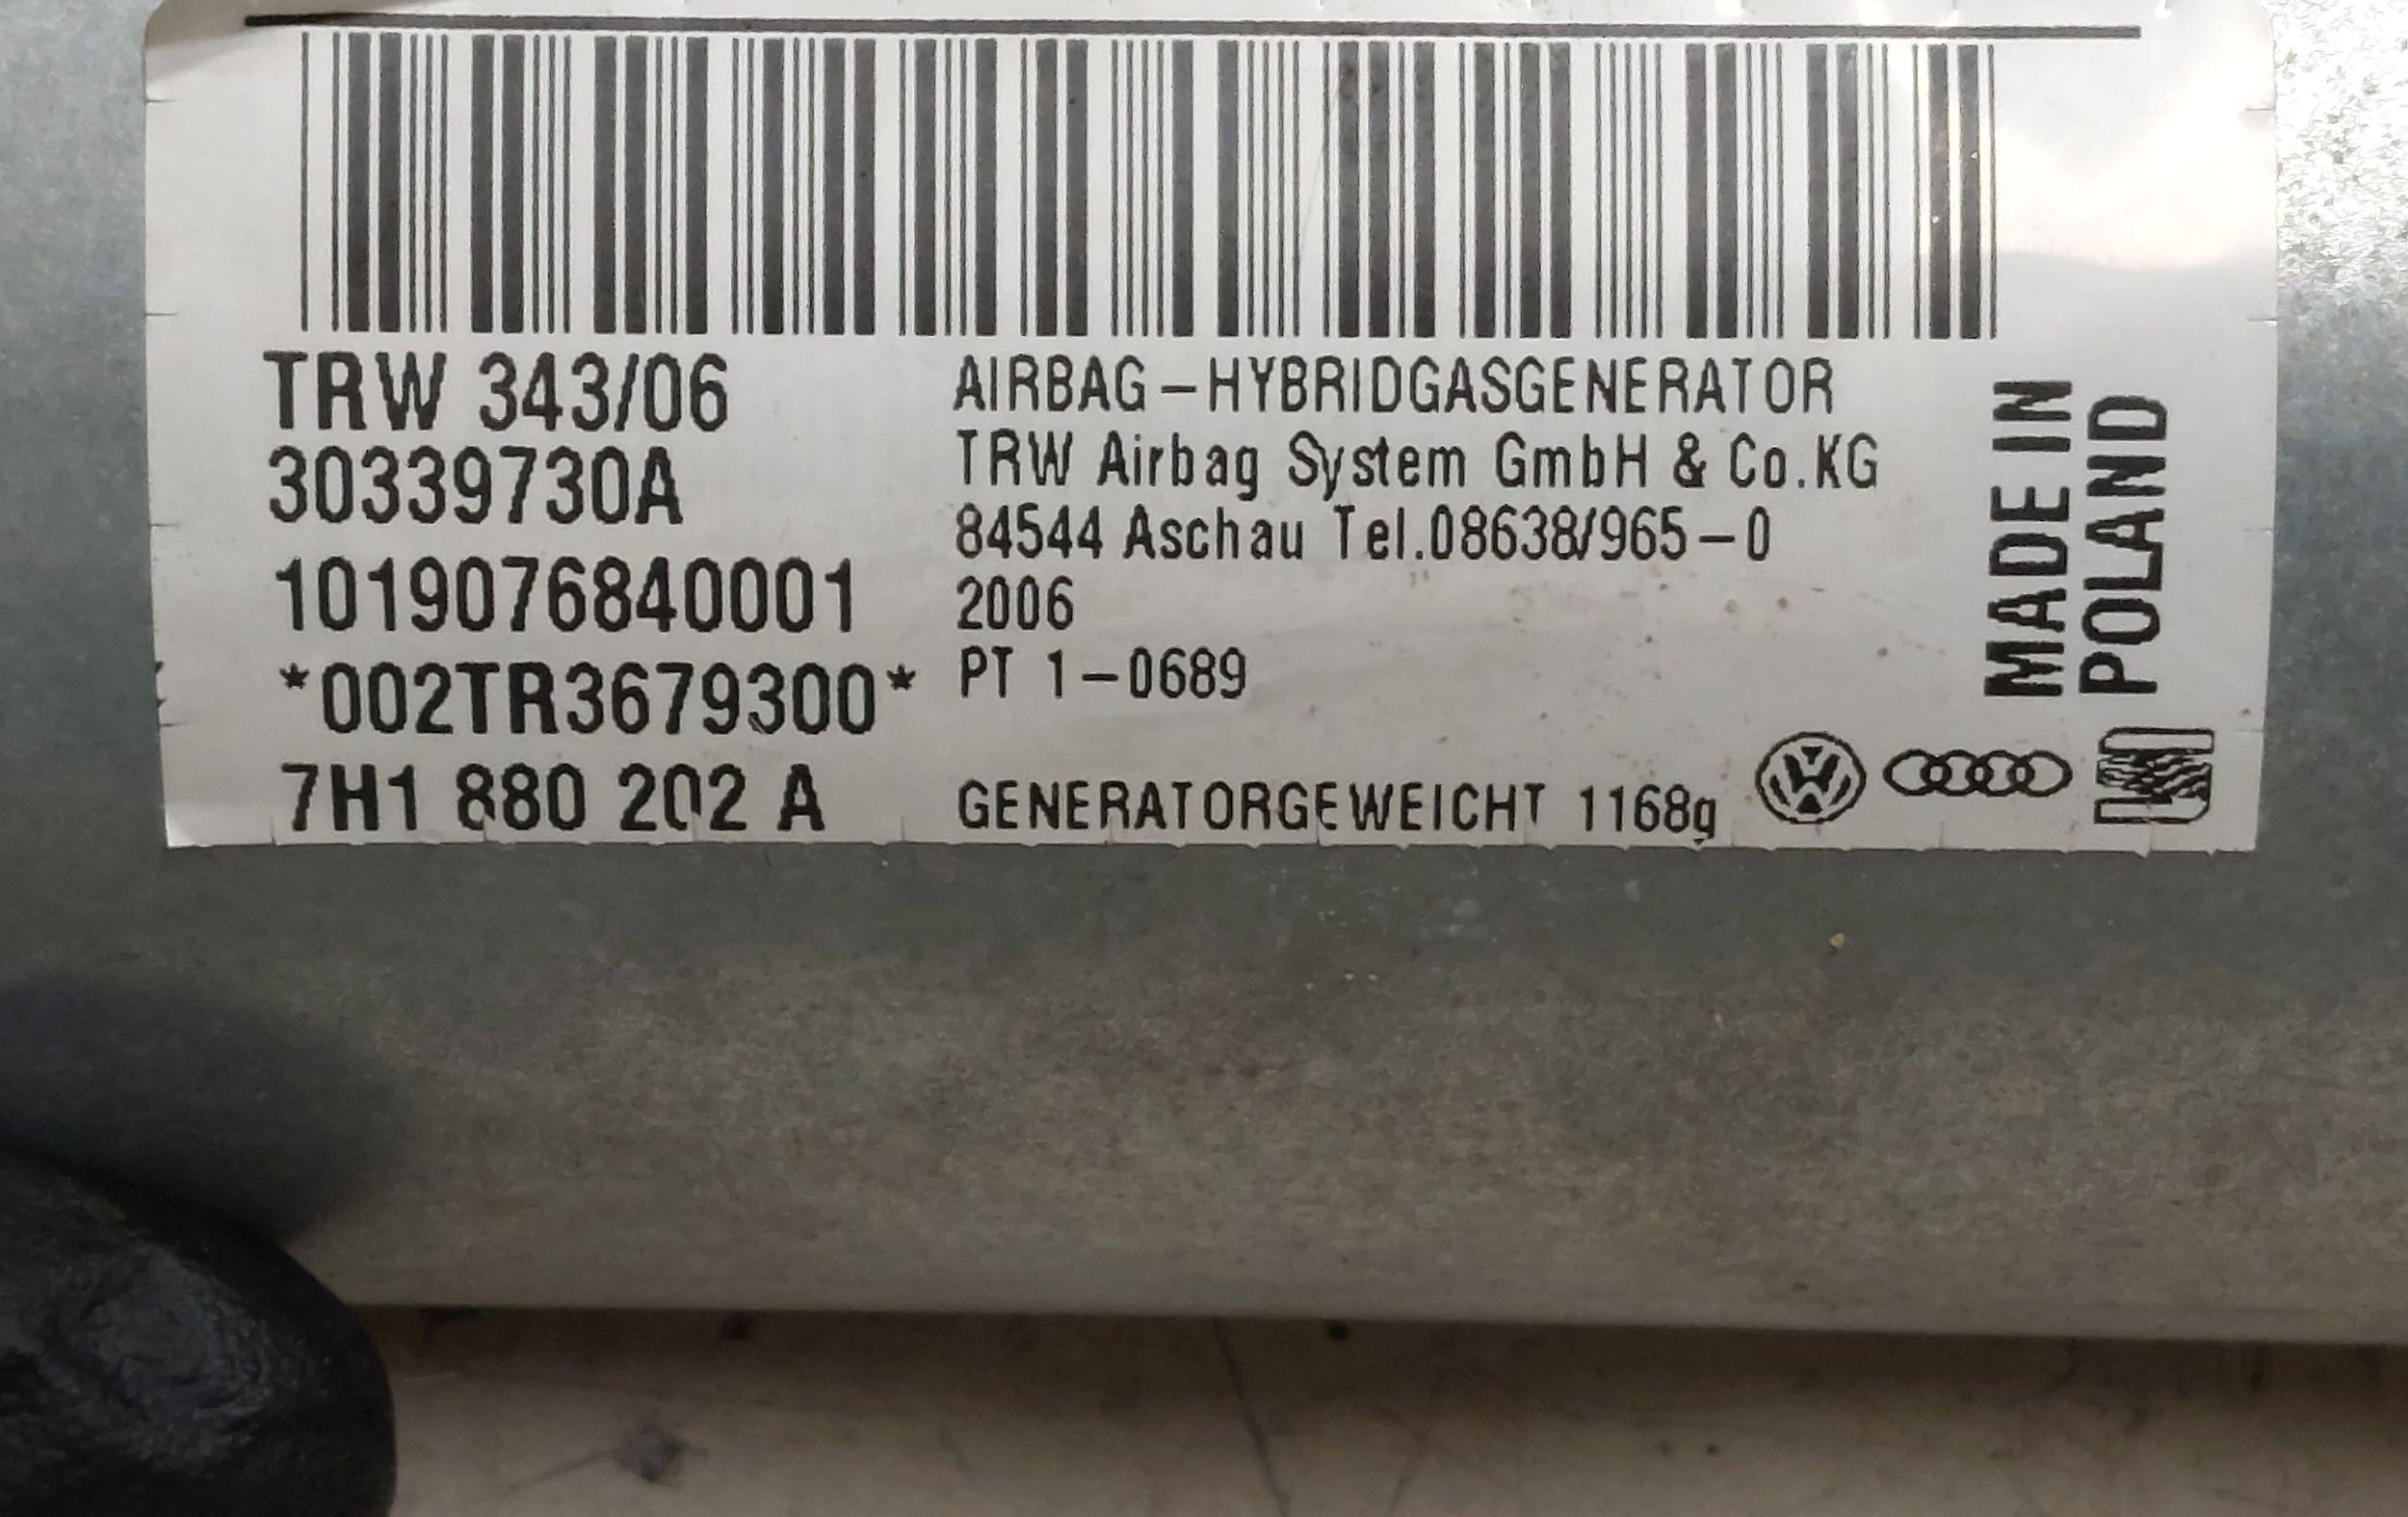 TRW 343/06
30339730A
1019076840001
*002TR3679300*
7H1 880 202 A
AIRBAG-HYBRIDGASGENERATOR
TRW Airbag System GmbH & Co.KG
84544 Aschau Tel.08638/965-0
2006
PT 1-0689
GENERATORGEWEICHT 1168g
MADE IN
POLAND